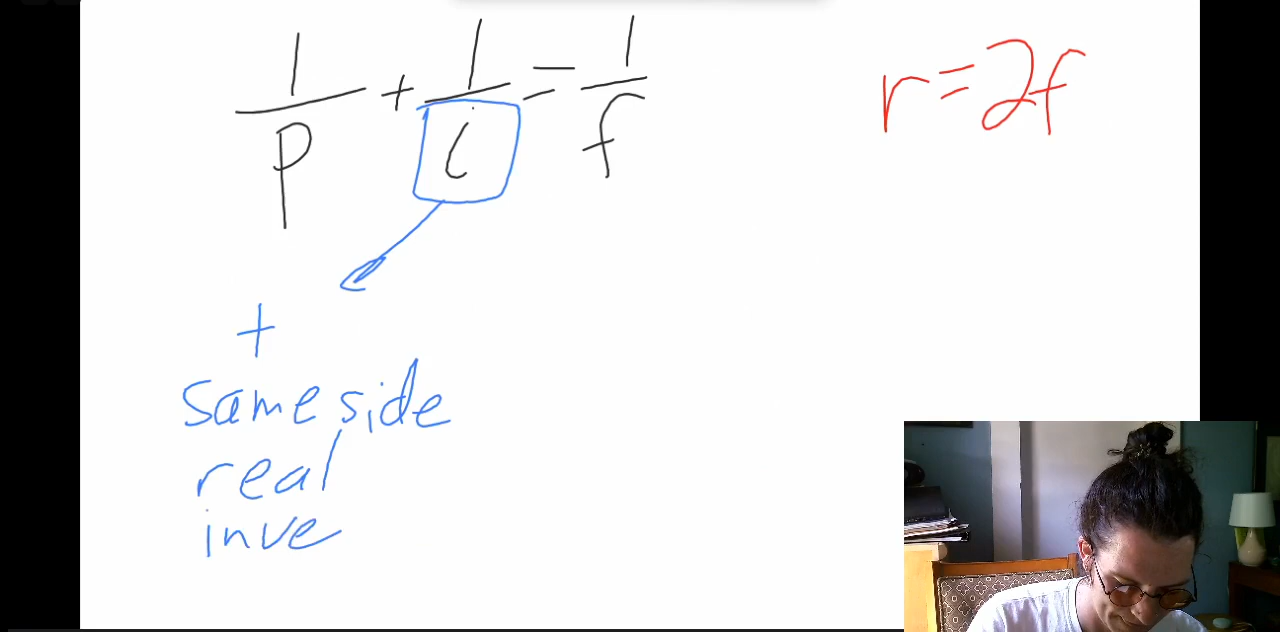 1/p + 1/i = 1/f
r=2f
+
same side
real
inve